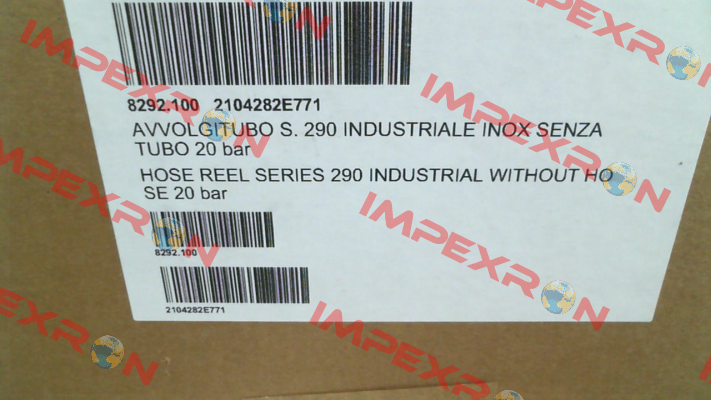 8292.100 2104282E771
AVVOLGITUBO S. 290 INDUSTRIALE INOX SENZA
TUBO 20 bar
HOSE REEL SERIES 290 INDUSTRIAL WITHOUT HO
SE 20 bar
8292.100
2104282E771
IMPEXRON
IMPEXRON
IMPEXRON
IMPEXRON
IMPEXRON
IMPEXRON